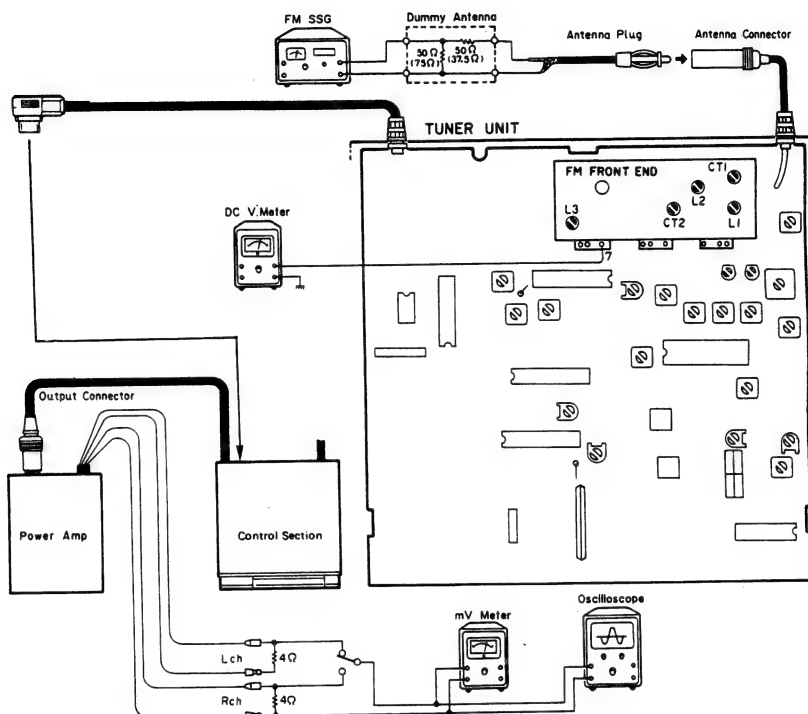 FM SSG
Dummy Antenna
50Ω
(75Ω)
50Ω
(37.5Ω)
Antenna Plug
Antenna Connector
TUNER UNIT
FM FRONT END
CT1
L2
L3
CT2
L1
7
DC V.Meter
Output Connector
Power Amp
Control Section
mV Meter
Oscilloscope
Lch
4Ω
Rch
4Ω